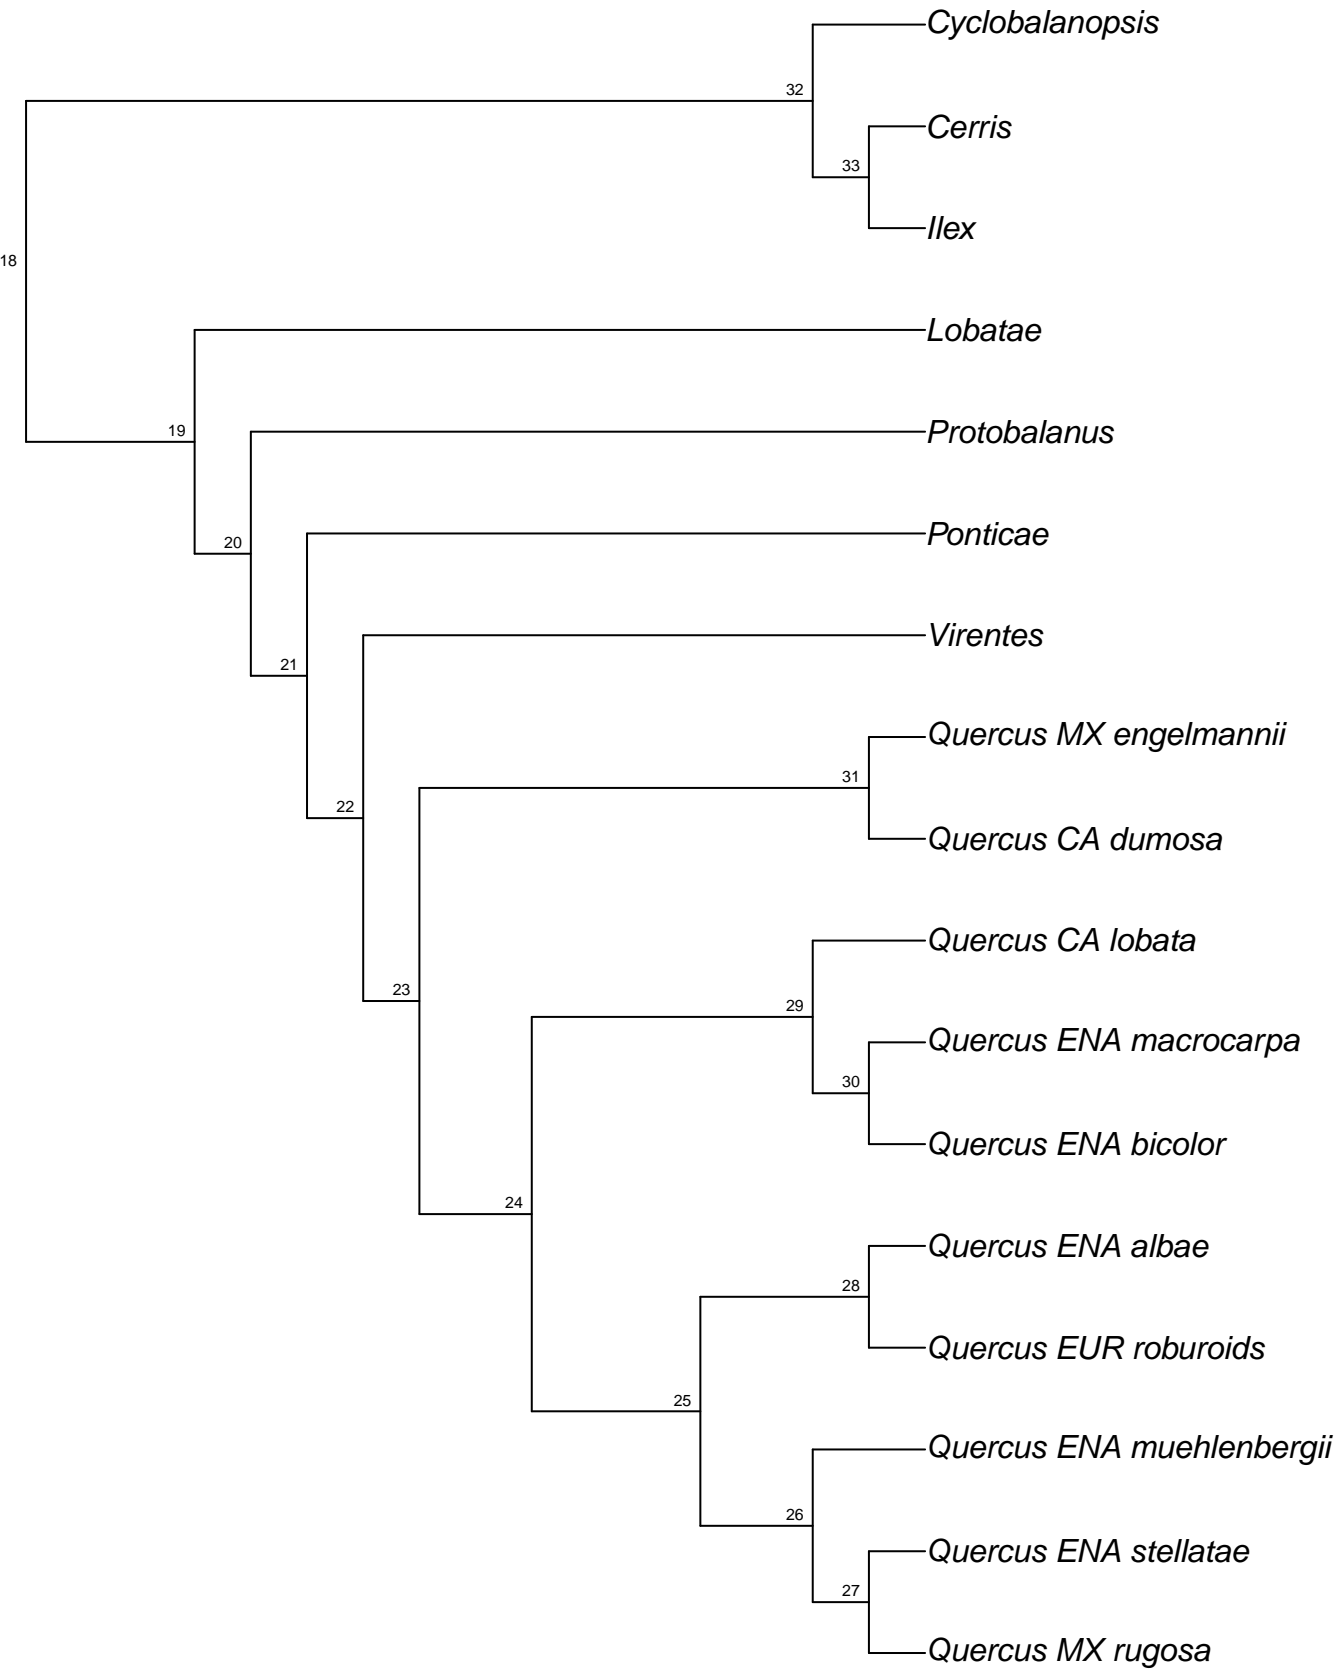 Cyclobalanopsis
32
Cerris
33
Ilex
18
Lobatae
19
Protobalanus
20
Ponticae
Virentes
21
Quercus MX engelmannii
31
22
Quercus CA dumosa
Quercus CA lobata
23
29
Quercus ENA macrocarpa
30
Quercus ENA bicolor
24
Quercus ENA albae
28
Quercus EUR roburoids
25
Quercus ENA muehlenbergii
26
Quercus ENA stellatae
27
Quercus MX rugosa